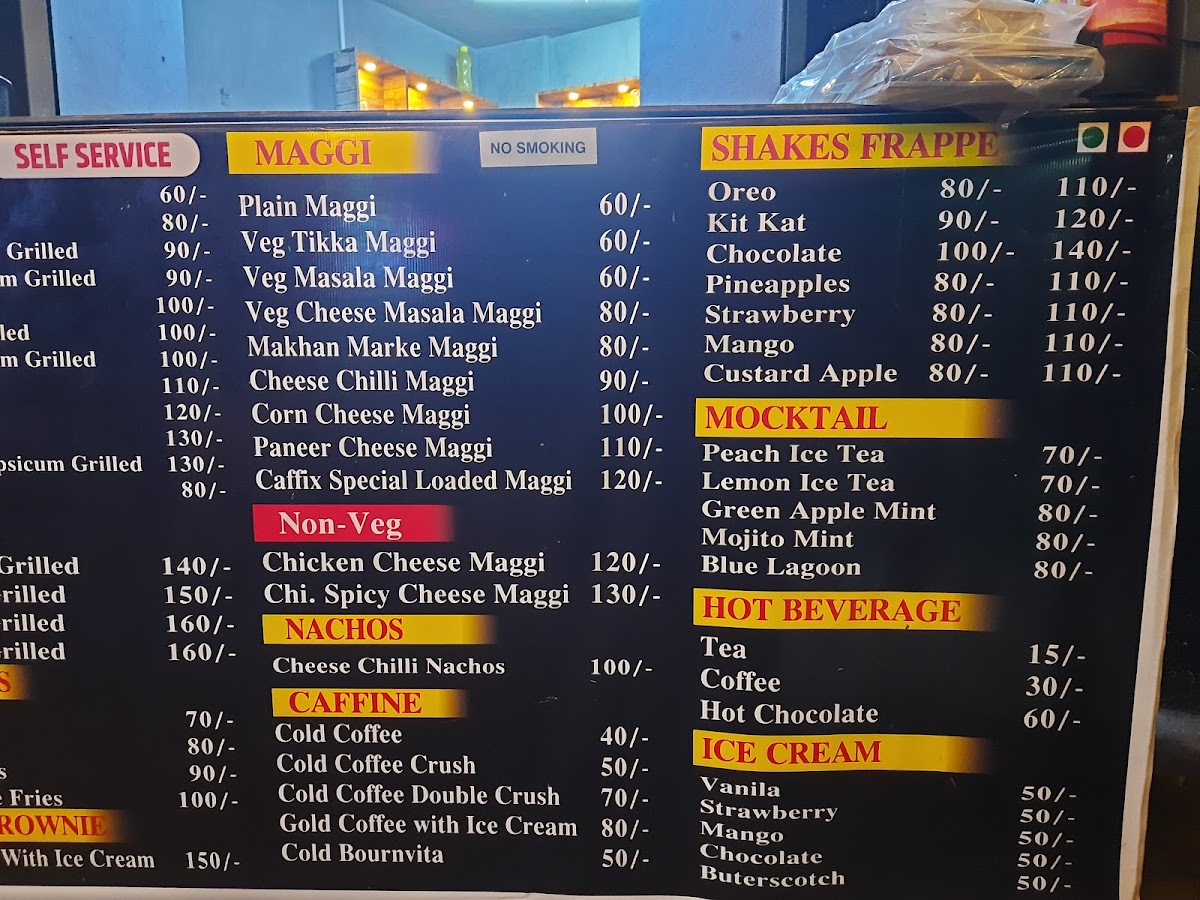 SELF SERVICE
60/-
80/-
Grilled 90/-
m Grilled 90/-
100/-
led 100/-
m Grilled 100/-
110/-
120/-
130/-
psicum Grilled 130/-
80/-
Grilled 140/-
rilled 150/-
rilled 160/-
rilled 160/-
S
70/-
80/-
s 90/-
e Fries 100/-
ROWNIE
With Ice Cream 150/-
MAGGI
NO SMOKING
Plain Maggi 60/-
Veg Tikka Maggi 60/-
Veg Masala Maggi 60/-
Veg Cheese Masala Maggi 80/-
Makhan Marke Maggi 80/-
Cheese Chilli Maggi 90/-
Corn Cheese Maggi 100/-
Paneer Cheese Maggi 110/-
Caffix Special Loaded Maggi 120/-
Non-Veg
Chicken Cheese Maggi 120/-
Chi. Spicy Cheese Maggi 130/-
NACHOS
Cheese Chilli Nachos 100/-
CAFFINE
Cold Coffee 40/-
Cold Coffee Crush 50/-
Cold Coffee Double Crush 70/-
Gold Coffee with Ice Cream 80/-
Cold Bournvita 50/-
SHAKES FRAPPE
Oreo 80/- 110/-
Kit Kat 90/- 120/-
Chocolate 100/- 140/-
Pineapples 80/- 110/-
Strawberry 80/- 110/-
Mango 80/- 110/-
Custard Apple 80/- 110/-
MOCKTAIL
Peach Ice Tea 70/-
Lemon Ice Tea 70/-
Green Apple Mint 80/-
Mojito Mint 80/-
Blue Lagoon 80/-
HOT BEVERAGE
Tea 15/-
Coffee 30/-
Hot Chocolate 60/-
ICE CREAM
Vanila 50/-
Strawberry 50/-
Mango 50/-
Chocolate 50/-
Buterscotch 50/-